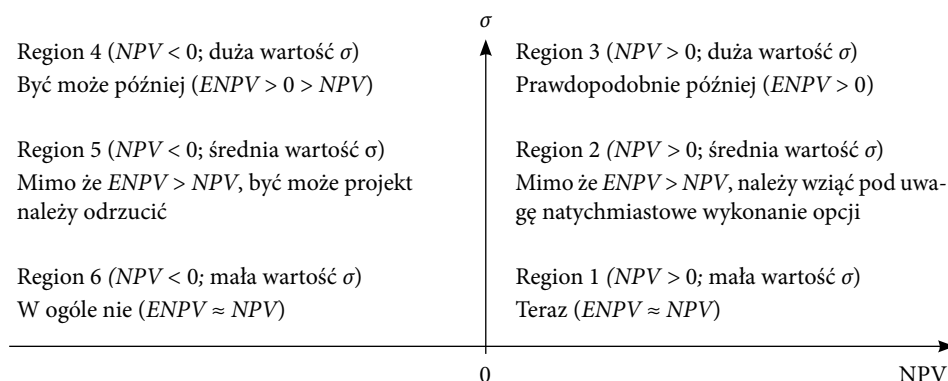 σ
Region 4 (NPV < 0; duża wartość σ)
Być może później (ENPV > 0 > NPV)
Region 3 (NPV > 0; duża wartość σ)
Prawdopodobnie później (ENPV > 0)
Region 5 (NPV < 0; średnia wartość σ)
Mimo że ENPV > NPV, być może projekt
należy odrzucić
Region 2 (NPV > 0; średnia wartość σ)
Mimo że ENPV > NPV, należy wziąć pod uwa-
gę natychmiastowe wykonanie opcji
Region 6 (NPV < 0; mała wartość σ)
W ogóle nie (ENPV ≈ NPV)
Region 1 (NPV > 0; mała wartość σ)
Teraz (ENPV ≈ NPV)
0
NPV